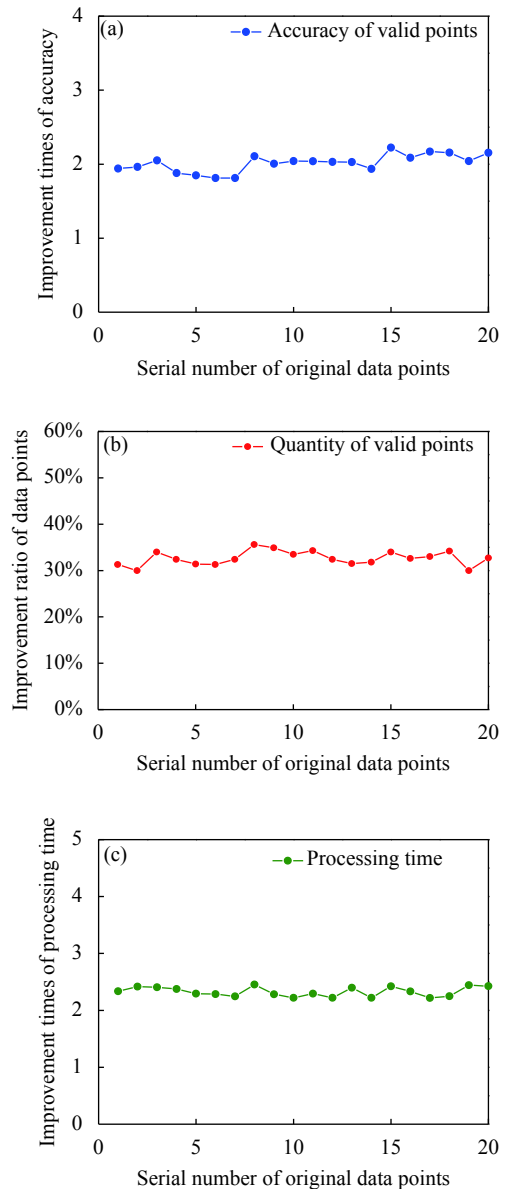 (a)
Accuracy of valid points
Improvement times of accuracy
4
3
2
1
0
0 5 10 15 20
Serial number of original data points
(b)
Quantity of valid points
Improvement ratio of data points
60%
50%
40%
30%
20%
10%
0%
0 5 10 15 20
Serial number of original data points
(c)
Processing time
Improvement times of processing time
5
4
3
2
1
0
0 5 10 15 20
Serial number of original data points